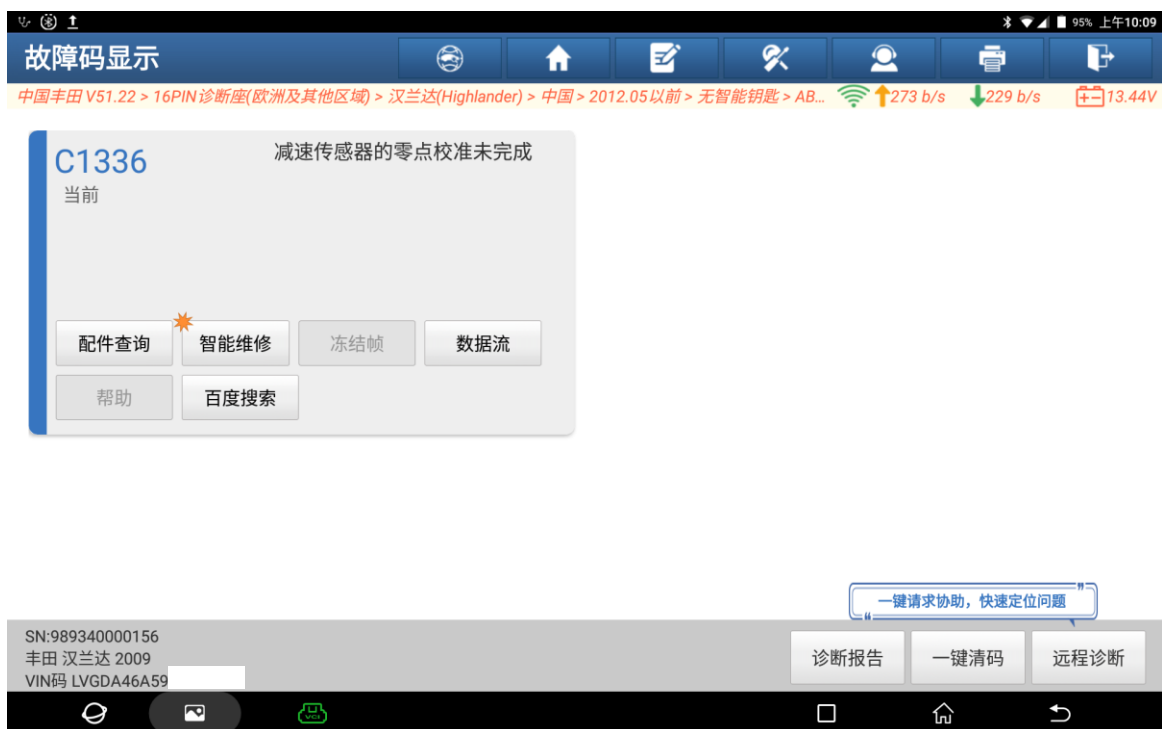 95% 上午10:09
故障码显示
中国丰田 V51.22 > 16PIN诊断座(欧洲及其他区域) > 汉兰达(Highlander) > 中国 > 2012.05以前 > 无智能钥匙 > AB... 273 b/s 229 b/s 13.44V
C1336 减速传感器的零点校准未完成
当前
配件查询 智能维修 冻结帧 数据流
帮助 百度搜索
一键请求协助，快速定位问题
SN:989340000156
丰田 汉兰达 2009
VIN码 LVGDA46A59
诊断报告 一键清码 远程诊断
VCI